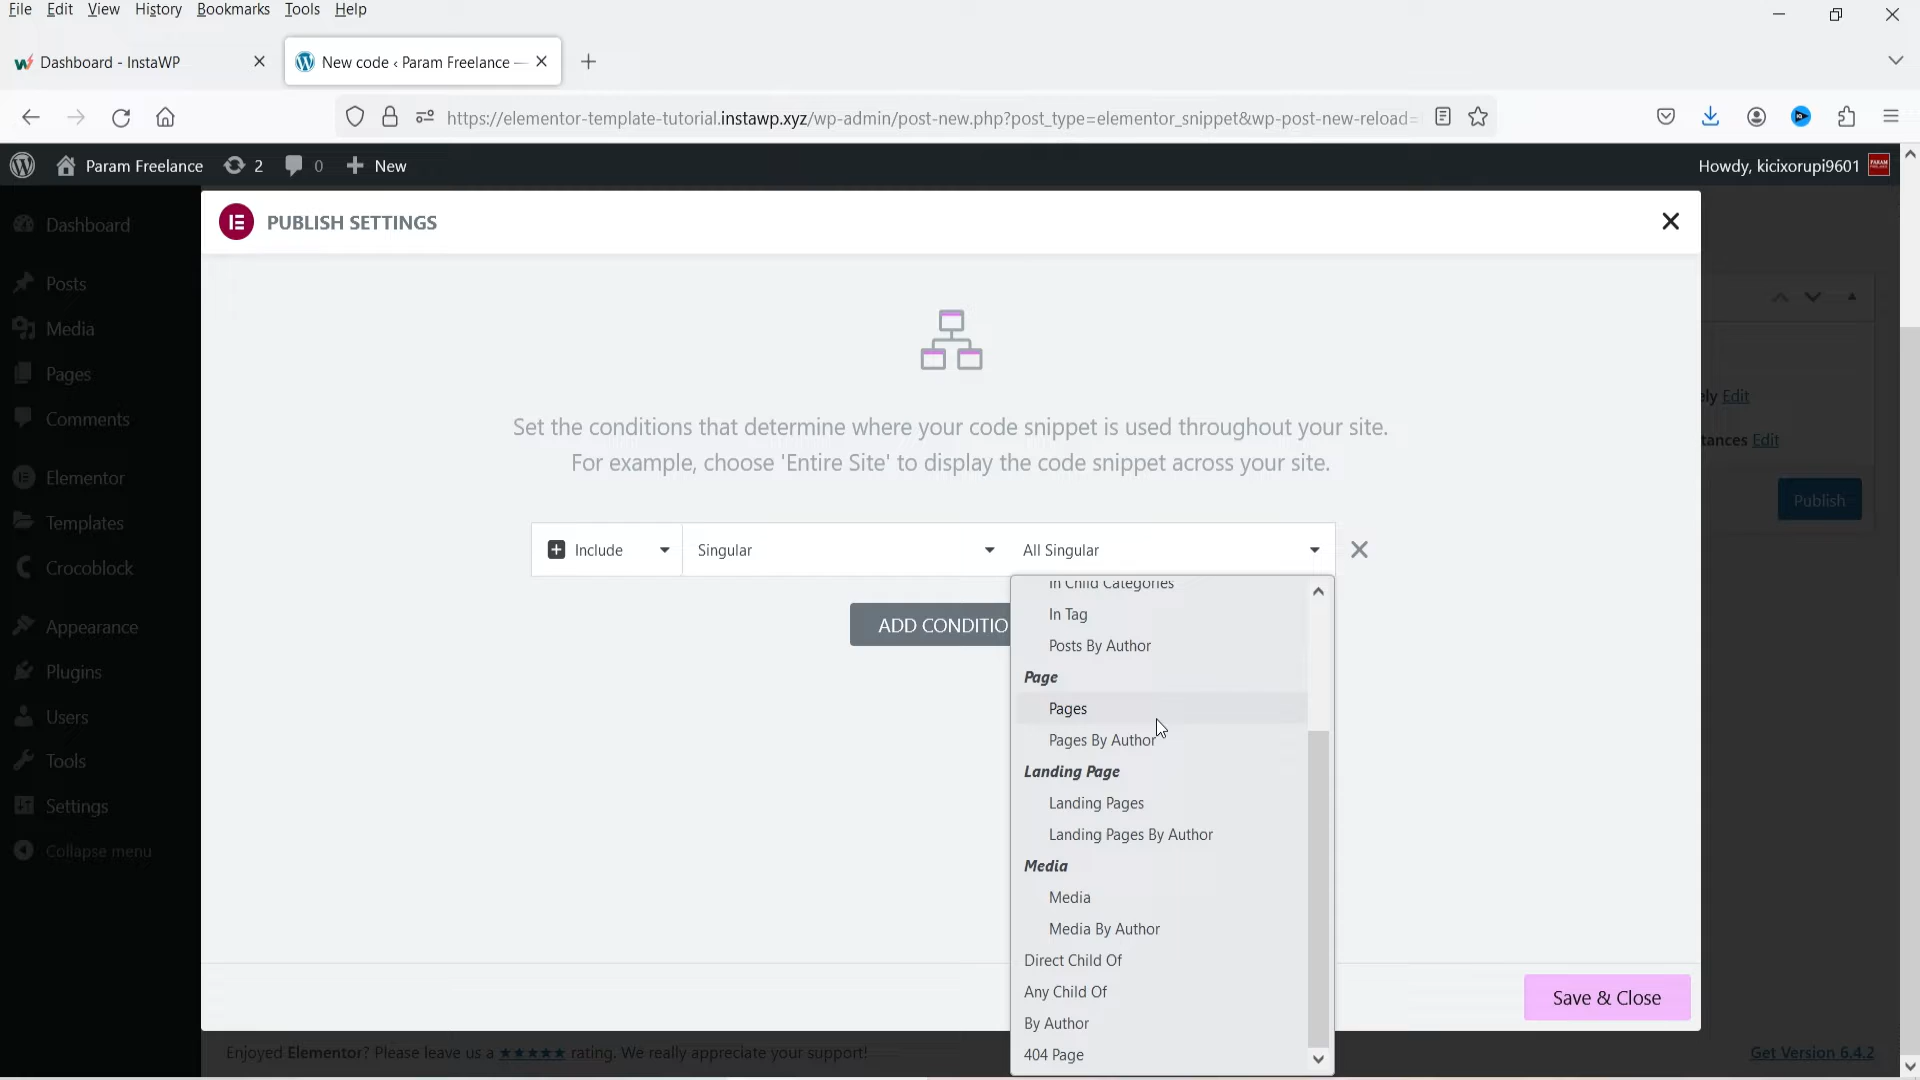 File Edit View History Bookmarks Tools Help
Dashboard - InstaWP
New code ‹ Param Freelance —
https://elementor-template-tutorial.instawp.xyz/wp-admin/post-new.php?post_type=elementor_snippet&wp-post-new-reload=
Param Freelance 2 0 New
Howdy, kicixorupi9601
Dashboard
Posts
Media
Pages
Comments
Elementor
Templates
Crocoblock
Appearance
Plugins
Users
Tools
Settings
Collapse menu
PUBLISH SETTINGS
Set the conditions that determine where your code snippet is used throughout your site.
For example, choose 'Entire Site' to display the code snippet across your site.
Include Singular All Singular
ADD CONDITIO
In Child Categories
In Tag
Posts By Author
Page
Pages
Pages By Author
Landing Page
Landing Pages
Landing Pages By Author
Media
Media
Media By Author
Direct Child Of
Any Child Of
By Author
404 Page
ely Edit
tances Edit
Publish
Save & Close
Enjoyed Elementor? Please leave us a ★★★★★ rating. We really appreciate your support!
Get Version 6.4.2